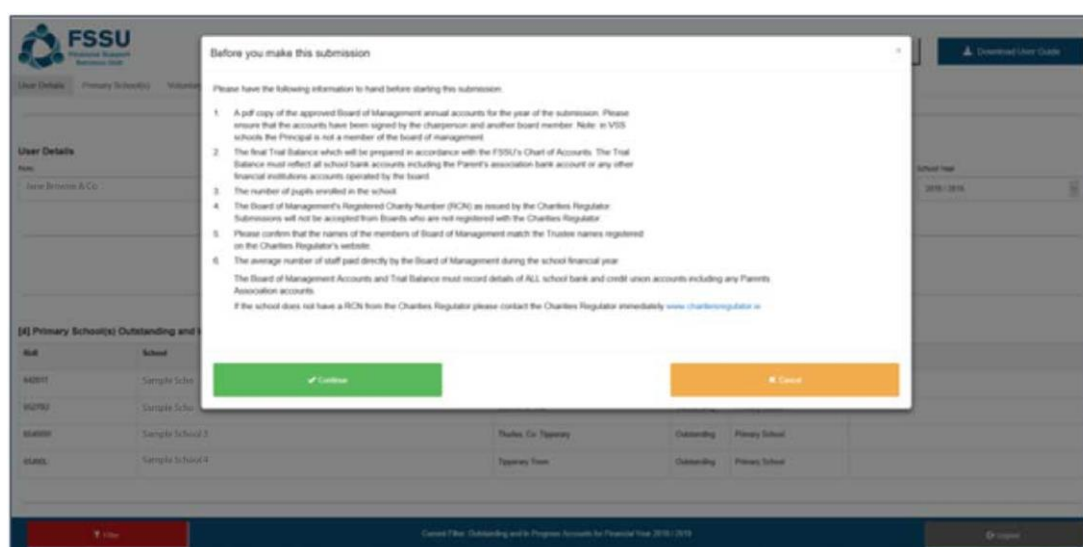 FSSU
Financial Support
Services Unit
Download User Guide
User Details
Primary School(s)
Voluntary
Before you make this submission
×
Please have the following information to hand before starting this submission.
1. A pdf copy of the approved Board of Management annual accounts for the year of the submission. Please
ensure that the accounts have been signed by the chairperson and another board member. Note: in VSS
schools the Principal is not a member of the board of management.
2. The final Trial Balance which will be prepared in accordance with the FSSU's Chart of Accounts. The Trial
Balance must reflect all school bank accounts including the Parent's association bank account or any other
financial institutions accounts operated by the board.
3. The number of pupils enrolled in the school.
4. The Board of Management's Registered Charity Number (RCN) as issued by the Charities Regulator.
Submissions will not be accepted from Boards who are not registered with the Charities Regulator.
5. Please confirm that the names of the members of Board of Management match the Trustee names registered
on the Charities Regulator's website.
6. The average number of staff paid directly by the Board of Management during the school financial year
The Board of Management Accounts and Trial Balance must record details of ALL school bank and credit union accounts including any Parents
Association accounts.
If the school does not have a RCN from the Charities Regulator please contact the Charities Regulator immediately www.charitiesregulator.ie
Continue
Cancel
User Details
Jane Browne & Co
School Year
2018 / 2019
[4] Primary School(s) Outstanding and
School
Sample Scho
Sample Scho
Sample School 3
Thurles, Co. Tipperary
Outstanding
Primary School
Sample School 4
Tipperary Town
Outstanding
Primary School
Filter
Current Filter: Outstanding and In Progress Accounts for Financial Year 2018 / 2019
Logout